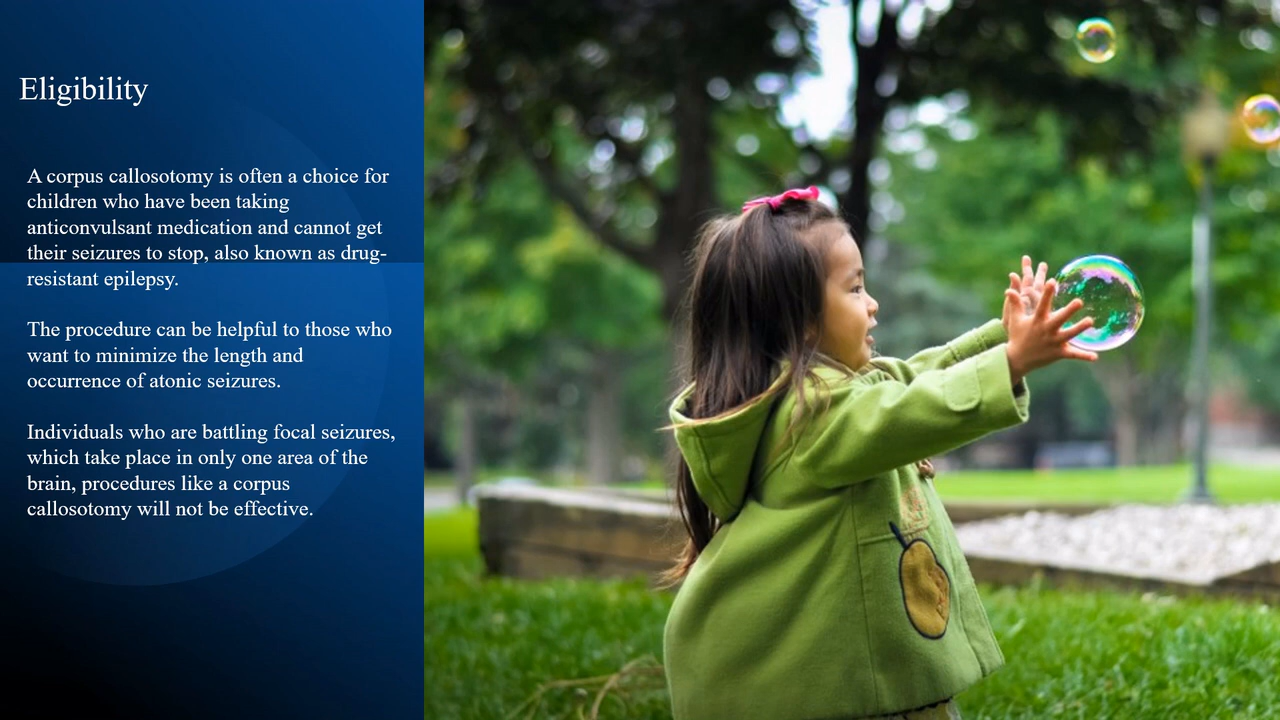 Eligibility
A corpus callosotomy is often a choice for
children who have been taking
anticonvulsant medication and cannot get
their seizures to stop, also known as drug-
resistant epilepsy.
The procedure can be helpful to those who
want to minimize the length and
occurrence of atonic seizures.
Individuals who are battling focal seizures,
which take place in only one area of the
brain, procedures like a corpus
callosotomy will not be effective.